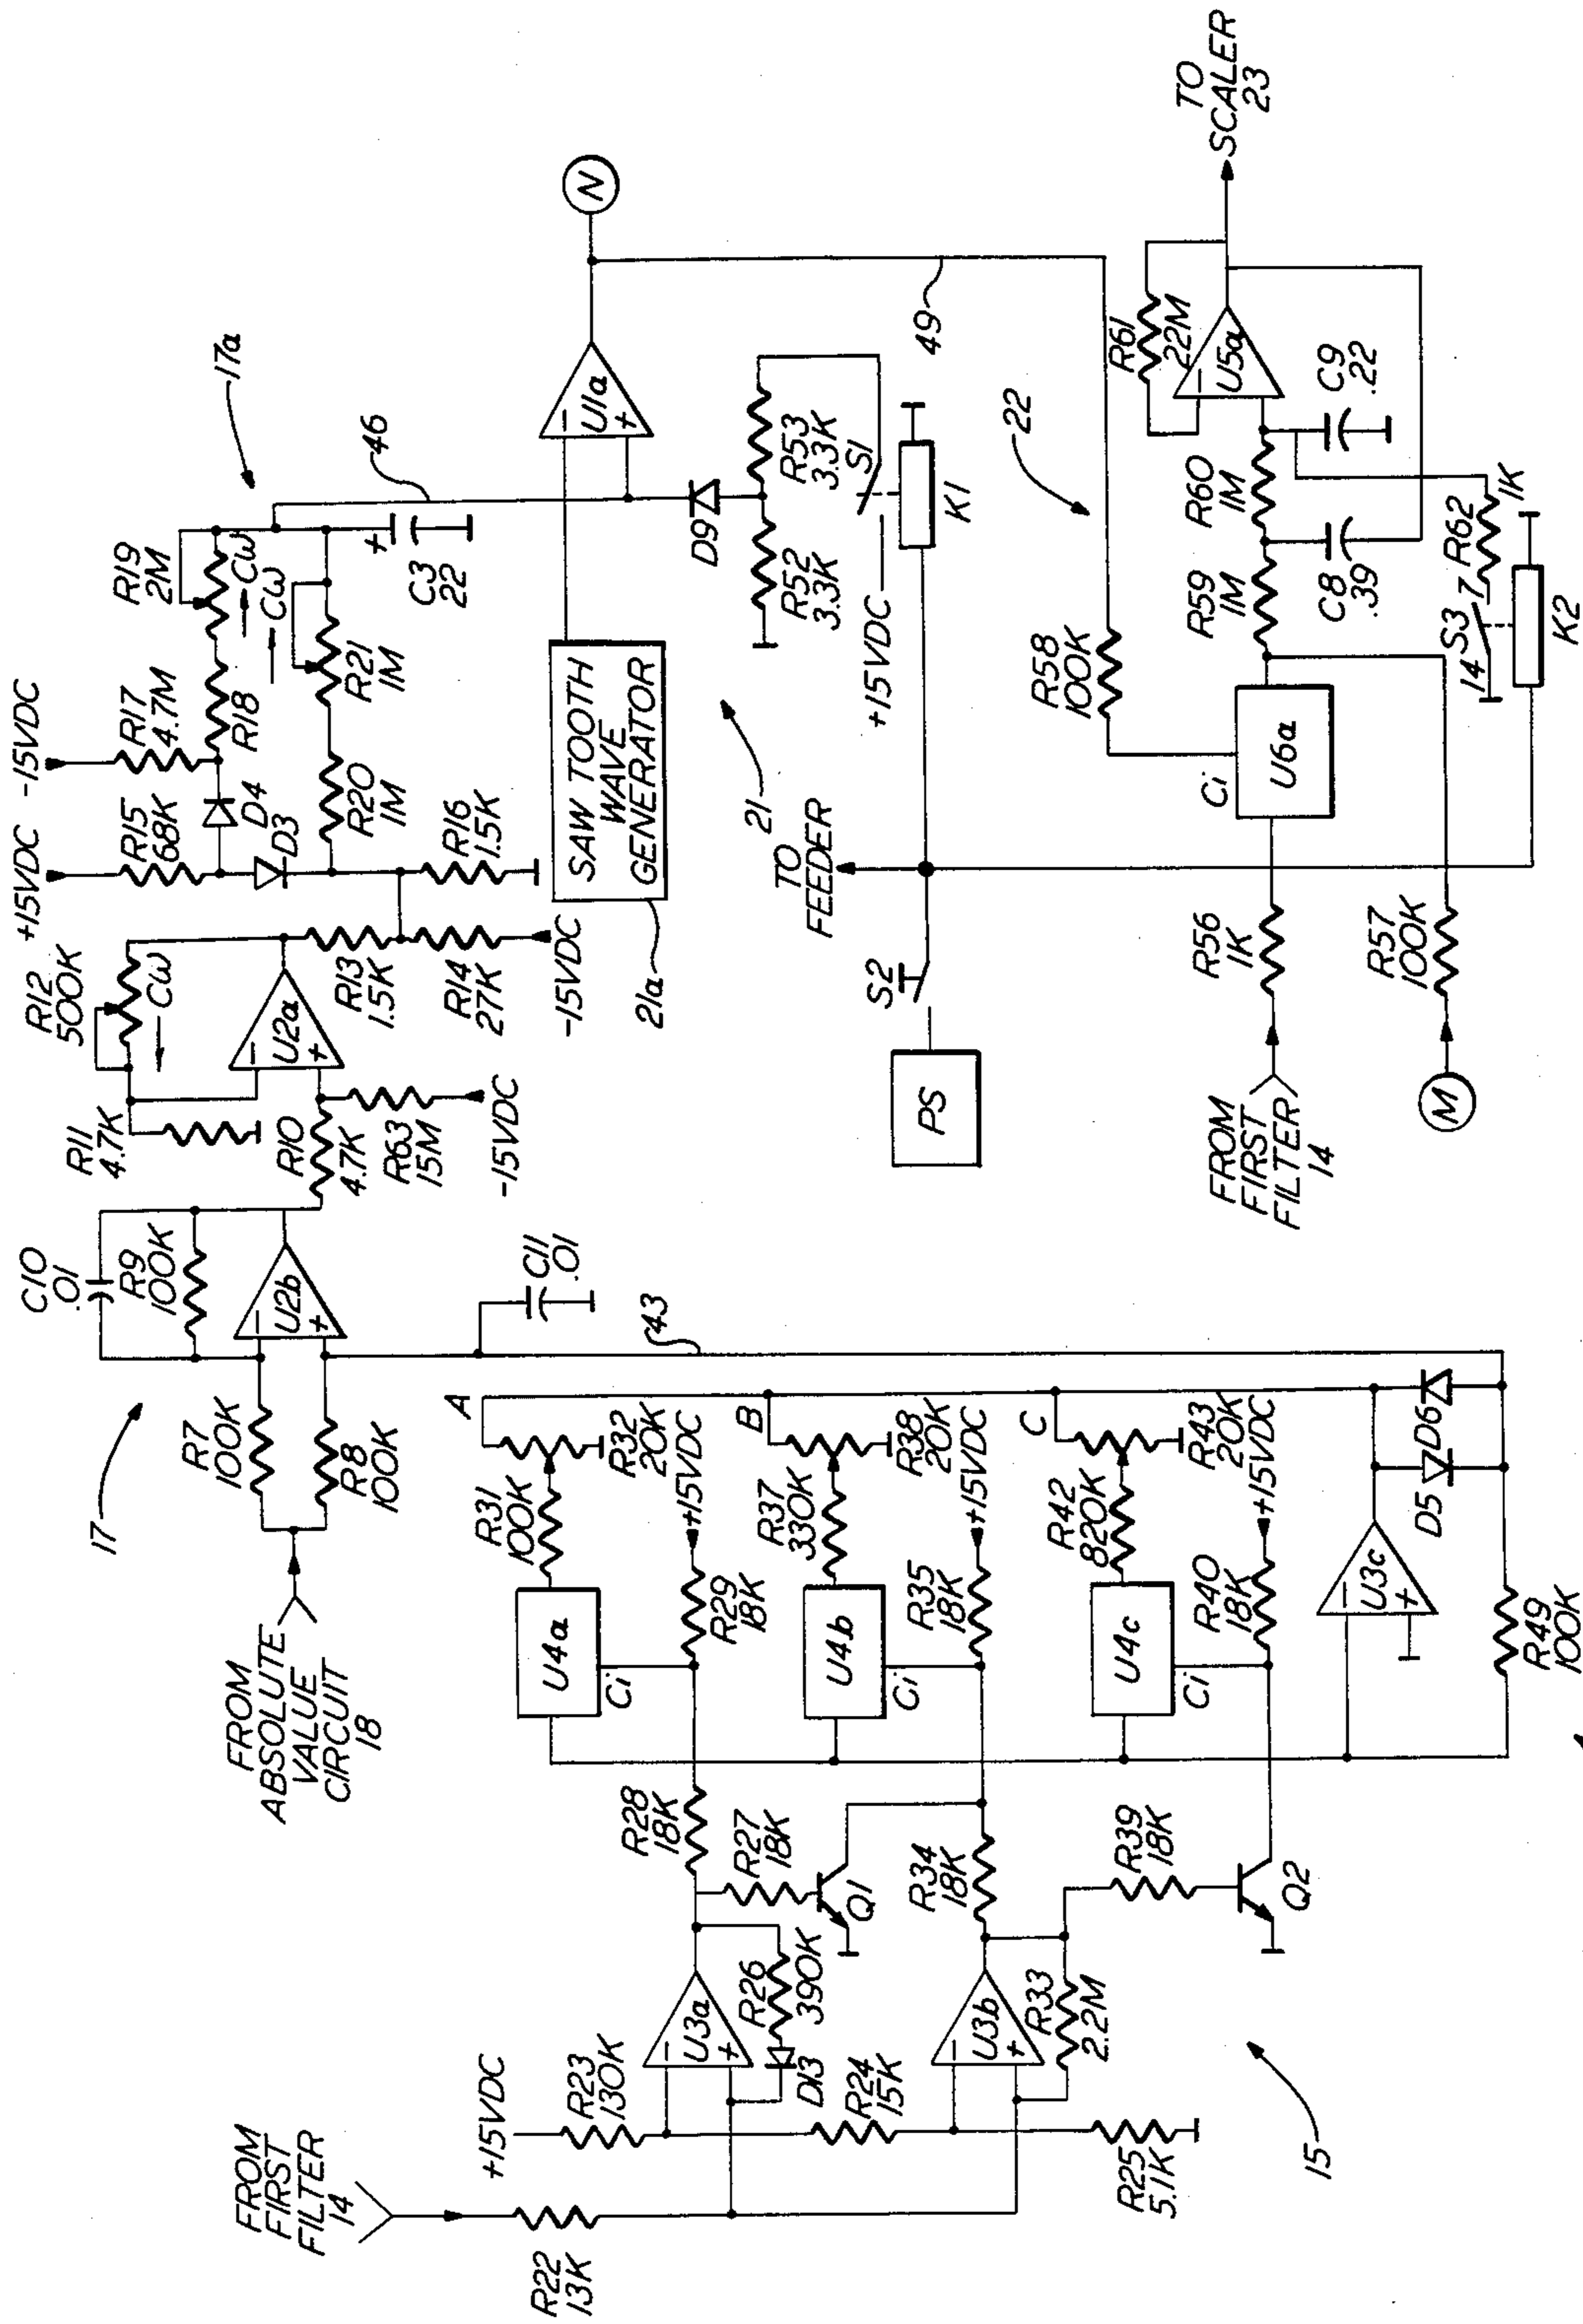 FROM
FIRST
FILTER
14
R22
13K
+15VDC
R23
130K
R24
15K
R25
5.1K
−
+
U3a
D13
R26
390K
−
+
U3b
R33
2.2M
15
R28
18K
R27
18K
Q1
R34
18K
R39
18K
Q2
FROM
ABSOLUTE
VALUE
CIRCUIT
18
17
R7
100K
R8
100K
C10
.01
R9
100K
−
+
U2b
C11
.01
43
U4a
Ci
R31
100K
A
R32
20K
R29
18K
+15VDC
U4b
Ci
R37
330K
B
R38
20K
R35
18K
+15VDC
U4c
Ci
R42
820K
C
R43
20K
R40
18K
+15VDC
−
+
U3c
D5
D6
R49
100K
R11
4.7K
R10
4.7K
R63
15M
-15VDC
R12
500K
CW
−
+
U2a
R13
1.5K
R14
27K
-15VDC
+15VDC
R15
68K
-15VDC
R17
4.7M
D4
D3
R16
1.5K
R18
R19
2M
CW
CW
R20
1M
R21
1M
+
C3
22
17a
46
SAW TOOTH
WAVE
GENERATOR
21a
21
−
+
U1a
N
D9
R52
3.3K
R53
3.3K
S1
K1
+15VDC
49
TO
FEEDER
S2
PS
FROM
FIRST
FILTER
14
R56
1K
R57
100K
M
R58
100K
Ci
U6a
22
R59
1M
R60
1M
C8
.39
C9
.22
R61
22M
−
U5a
TO
SCALER
23
14
S3
7
R62
1K
K2